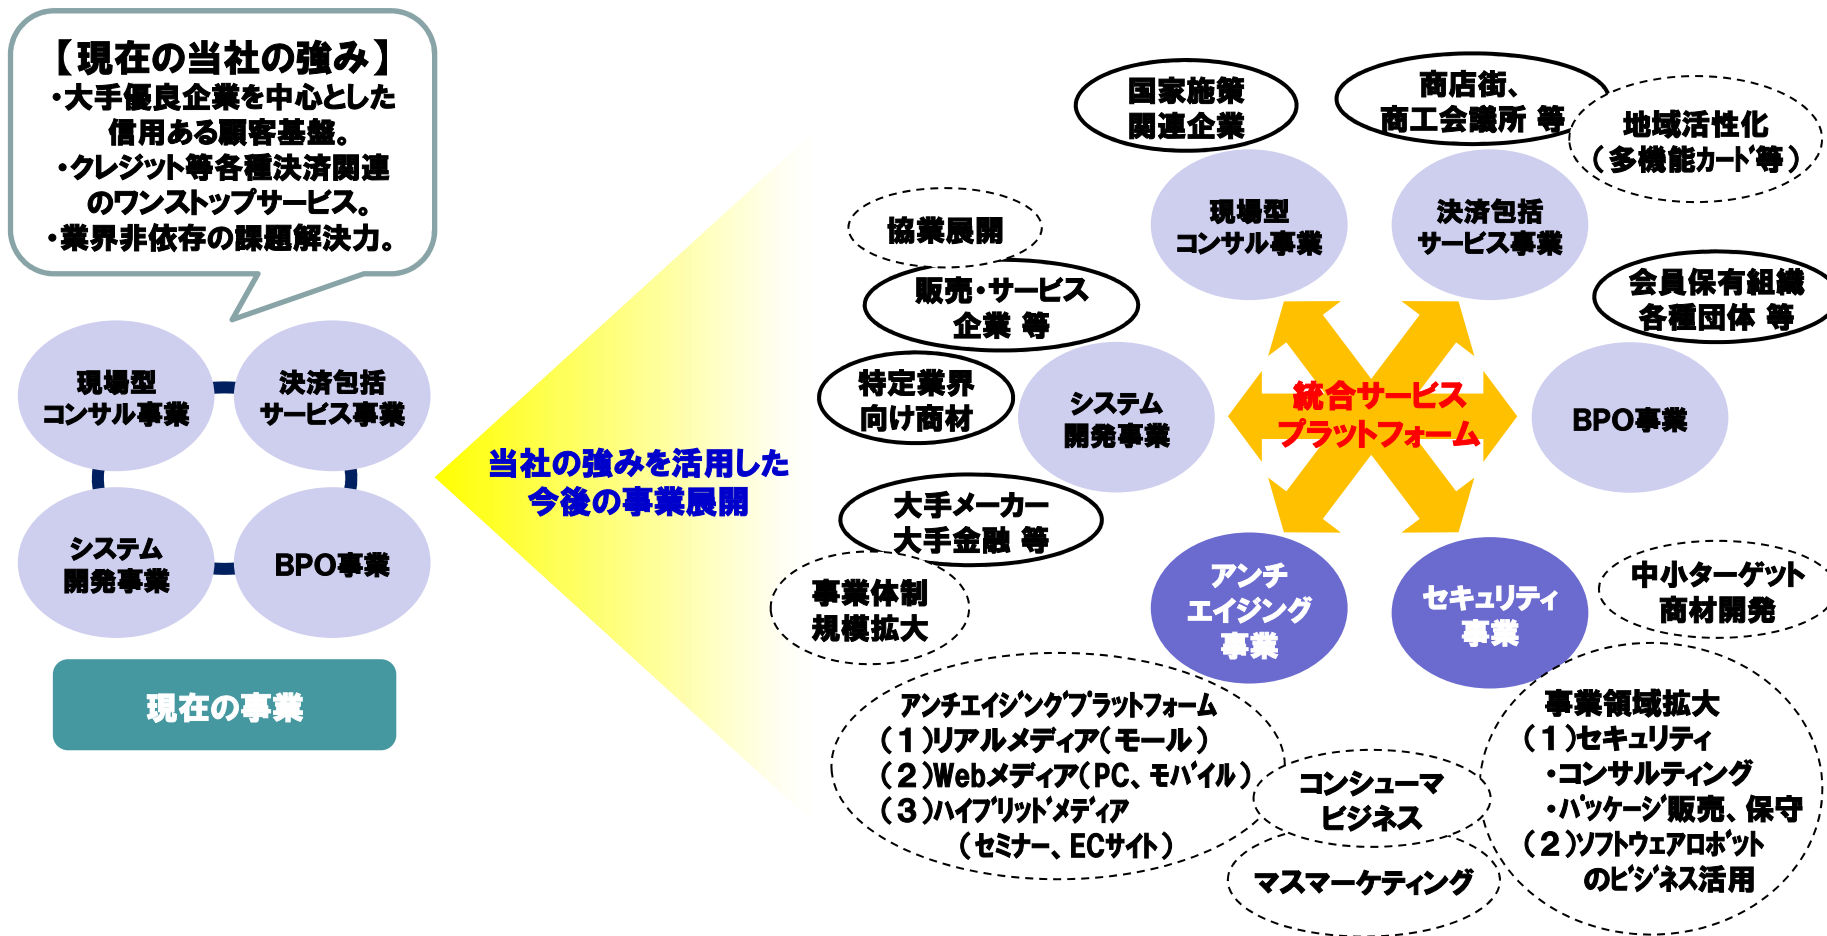 【現在の当社の強み】
・大手優良企業を中心とした
信用ある顧客基盤。
・クレジット等各種決済関連
のワンストップサービス。
・業界非依存の課題解決力。
現場型
コンサル事業
決済包括
サービス事業
システム
開発事業
BPO事業
現在の事業
当社の強みを活用した
今後の事業展開
国家施策
関連企業
商店街、
商工会議所 等
地域活性化
(多機能ｶｰﾄﾞ等)
現場型
コンサル事業
決済包括
サービス事業
協業展開
販売・サービス
企業 等
会員保有組織
各種団体 等
特定業界
向け商材
システム
開発事業
統合サービス
プラットフォーム
BPO事業
大手メーカー
大手金融 等
事業体制
規模拡大
アンチ
エイジング
事業
セキュリティ
事業
中小ターゲット
商材開発
アンチエイジングプラットフォーム
(1)リアルメディア(モール)
(2)Webメディア(PC、モバイル)
(3)ハイブリッドメディア
(セミナー、ECサイト)
コンシューマ
ビジネス
マスマーケティング
事業領域拡大
(1)セキュリティ
・コンサルティング
・パッケージ販売、保守
(2)ソフトウェアロボット
のビジネス活用